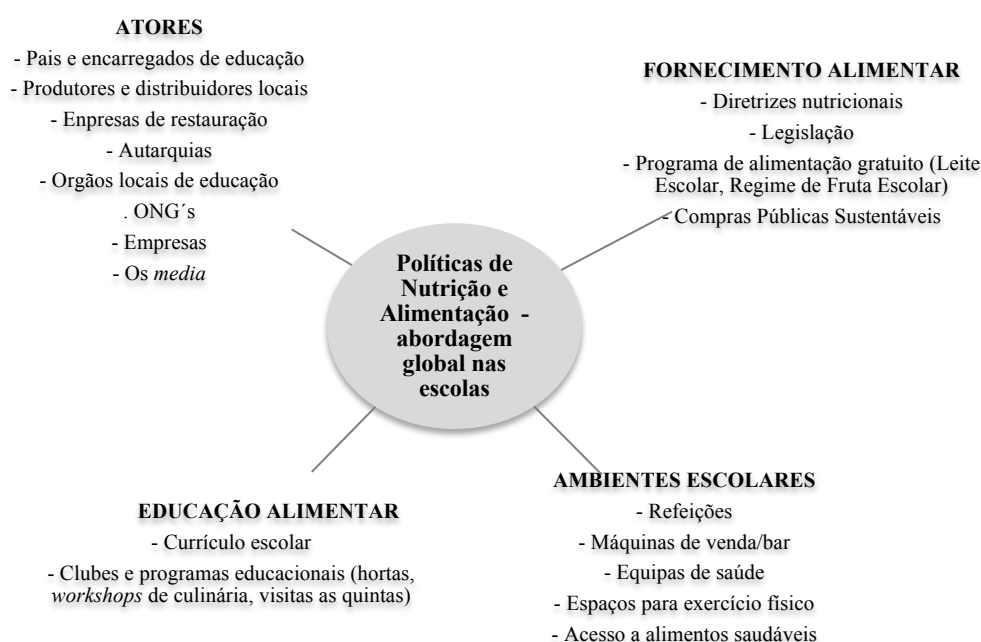 ATORES
- Pais e encarregados de educação
- Produtores e distribuidores locais
- Enpresas de restauração
- Autarquias
- Orgãos locais de educação
. ONG´s
- Empresas
- Os media
FORNECIMENTO ALIMENTAR
- Diretrizes nutricionais
- Legislação
- Programa de alimentação gratuito (Leite
Escolar, Regime de Fruta Escolar)
- Compras Públicas Sustentáveis
Políticas de
Nutrição e
Alimentação -
abordagem
global nas
escolas
EDUCAÇÃO ALIMENTAR
- Currículo escolar
- Clubes e programas educacionais (hortas,
workshops de culinária, visitas as quintas)
AMBIENTES ESCOLARES
- Refeições
- Máquinas de venda/bar
- Equipas de saúde
- Espaços para exercício físico
- Acesso a alimentos saudáveis